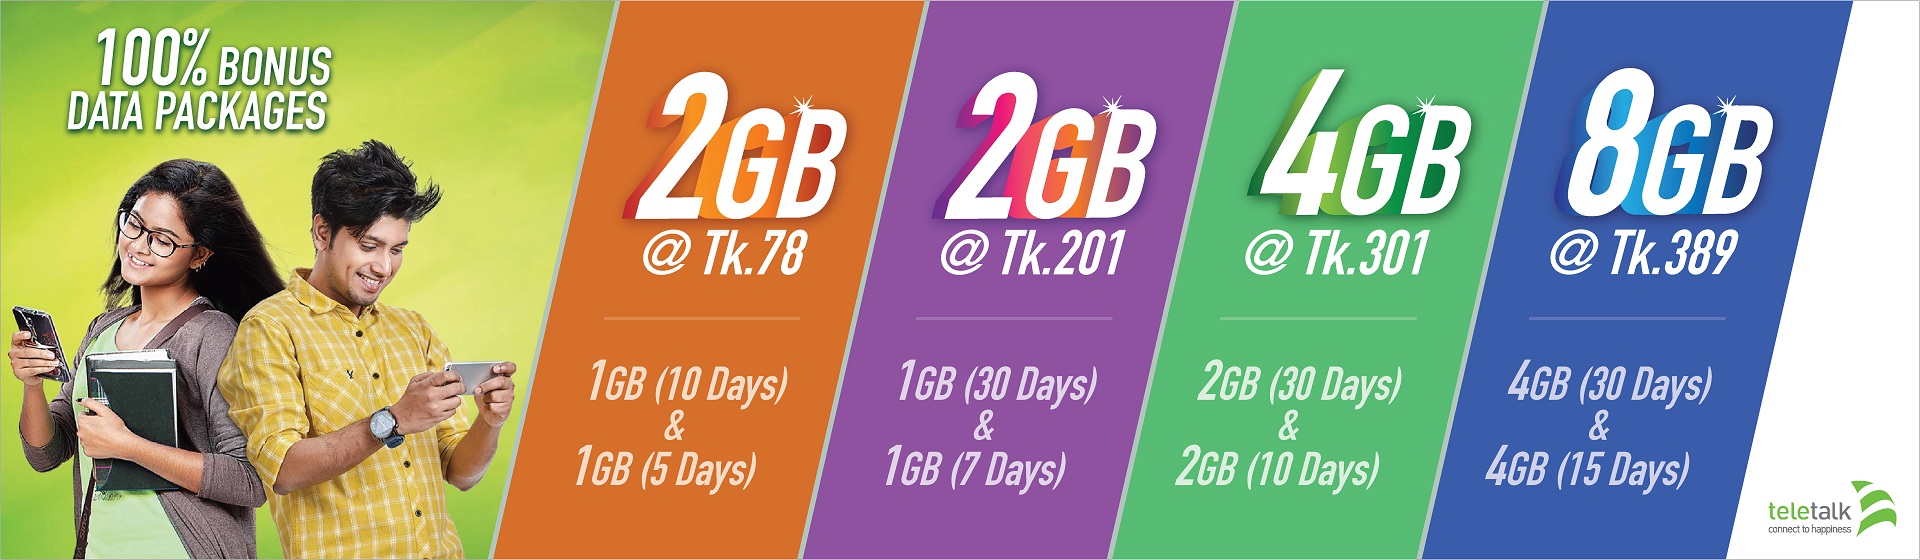 100% BONUS
DATA PACKAGES
2GB
@ Tk.78
1GB (10 Days)
&
1GB (5 Days)
2GB
@ Tk.201
1GB (30 Days)
&
1GB (7 Days)
4GB
@ Tk.301
2GB (30 Days)
&
2GB (10 Days)
8GB
@ Tk.389
4GB (30 Days)
&
4GB (15 Days)
teletalk
connect to happiness